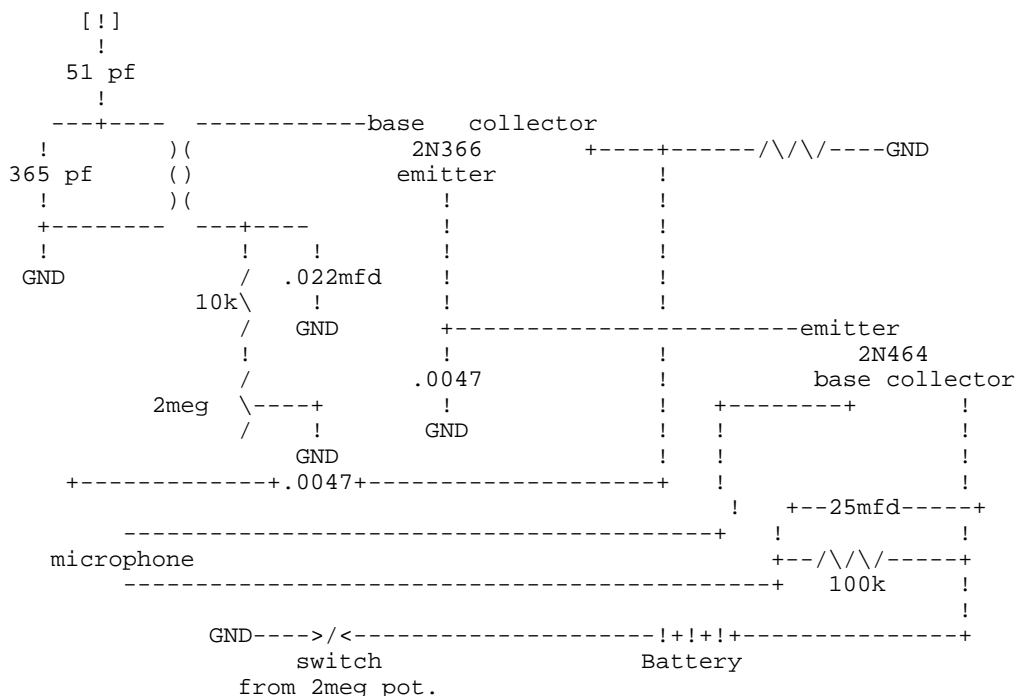 [!]
!
51 pf
!
---+---- ------------base collector
! )( 2N366 +----+------/\/\/----GND
365 pf () emitter !
! )( ! !
+-------- ---+---- ! !
! ! ! ! !
GND / .022mfd ! !
10k\ ! ! !
/ GND +------------------------emitter
! ! ! 2N464
/ .0047 ! base collector
2meg \----+ ! ! +--------+ !
/ ! GND ! ! !
GND ! ! !
+-------------+.0047+--------------------+ ! !
! +--25mfd-----+
-----------------------------------------+ ! !
microphone +--/\/\/-----+
---------------------------------------------+ 100k !
!
GND---->/<---------------------!+!+!+----------------+
switch Battery
from 2meg pot.